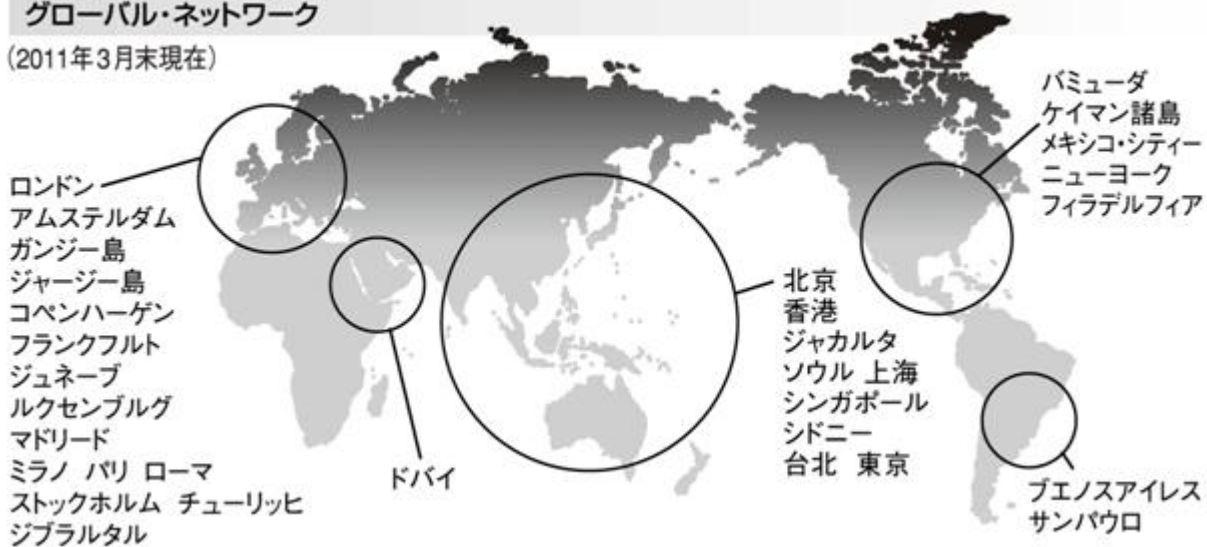 グローバル・ネットワーク
(2011年3月末現在)
ロンドン
アムステルダム
ガンジー島
ジャージー島
コペンハーゲン
フランクフルト
ジュネーブ
ルクセンブルグ
マドリード
ミラノ パリ ローマ
ストックホルム チューリッヒ
ジブラルタル
ドバイ
北京
香港
ジャカルタ
ソウル 上海
シンガポール
シドニー
台北 東京
バミューダ
ケイマン諸島
メキシコ・シティー
ニューヨーク
フィラデルフィア
ブエノスアイレス
サンパウロ